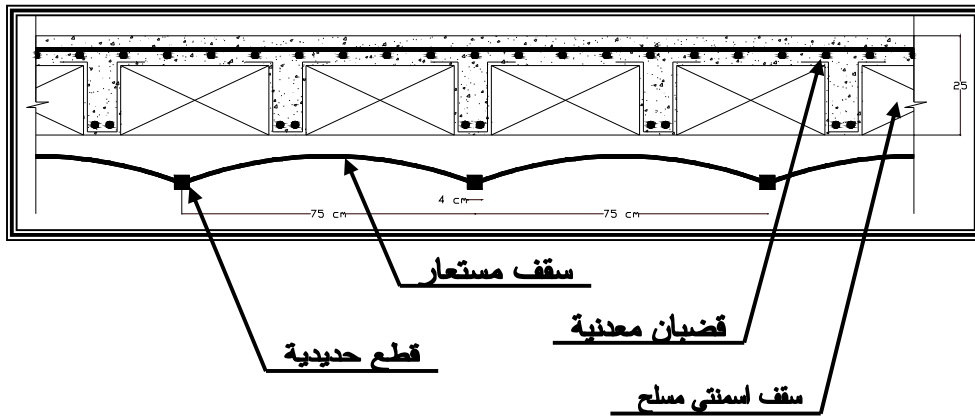 25
4 cm
75 cm 75 cm
سقف مستعار
قضبان معدنية
قطع حديدية
سقف اسمنتي مسلح